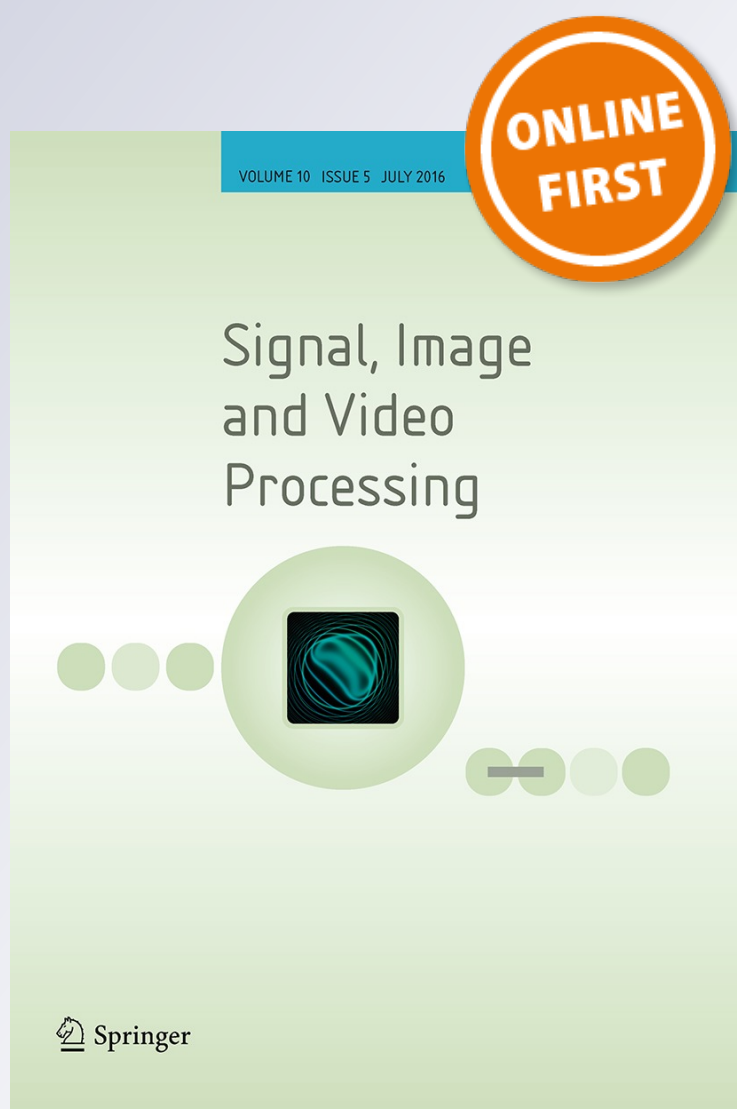 ONLINE
FIRST
VOLUME 10 ISSUE 5 JULY 2016
Signal, Image
and Video
Processing
Springer